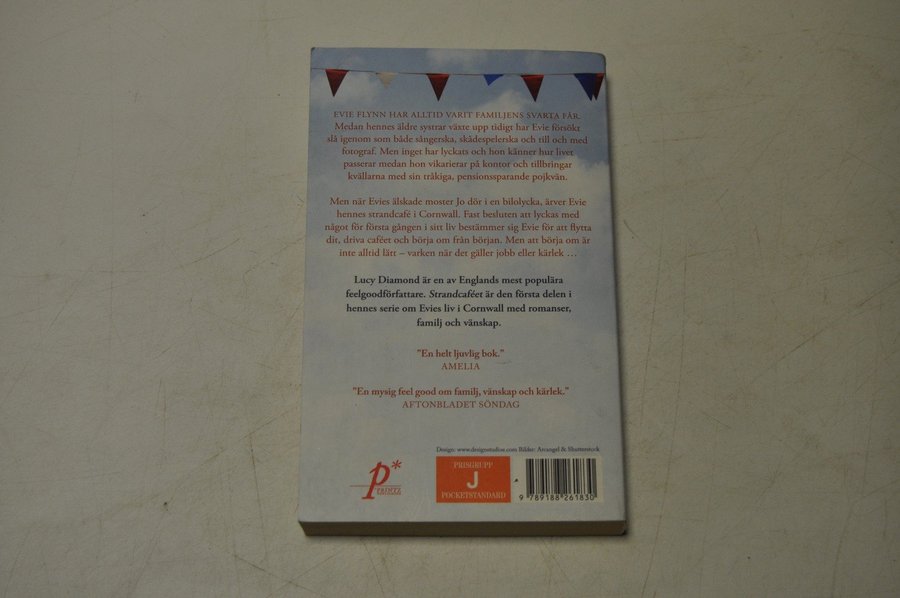 EVIE FLYNN HAR ALLTID VARIT FAMILJENS SVARTA FÅR.
Medan hennes äldre systrar växte upp tidigt har Evie försökt
slå igenom som både sångerska, skådespelerska och till och med
fotograf. Men inget har lyckats och hon känner hur livet
passerar medan hon vikarierar på kontor och tillbringar
kvällarna med sin tråkiga, pensionssparande pojkvän.
Men när Evies älskade moster Jo dör i en bilolycka, ärver Evie
hennes strandcafé i Cornwall. Fast besluten att lyckas med
något för första gången i sitt liv bestämmer sig Evie för att flytta
dit, driva caféet och börja om från början. Men att börja om är
inte alltid lätt – varken när det gäller jobb eller kärlek …
Lucy Diamond är en av Englands mest populära
feelgoodförfattare. Strandcaféet är den första delen i
hennes serie om Evies liv i Cornwall med romanser,
familj och vänskap.
"En helt ljuvlig bok."
AMELIA
"En mysig feel good om familj, vänskap och kärlek."
AFTONBLADET SÖNDAG
Design: www.designstudioe.com Bilder: Arcangel & Shutterstock
p*
PRINTZ
PRISGRUPP
J
POCKETSTANDARD
9 789188 261830